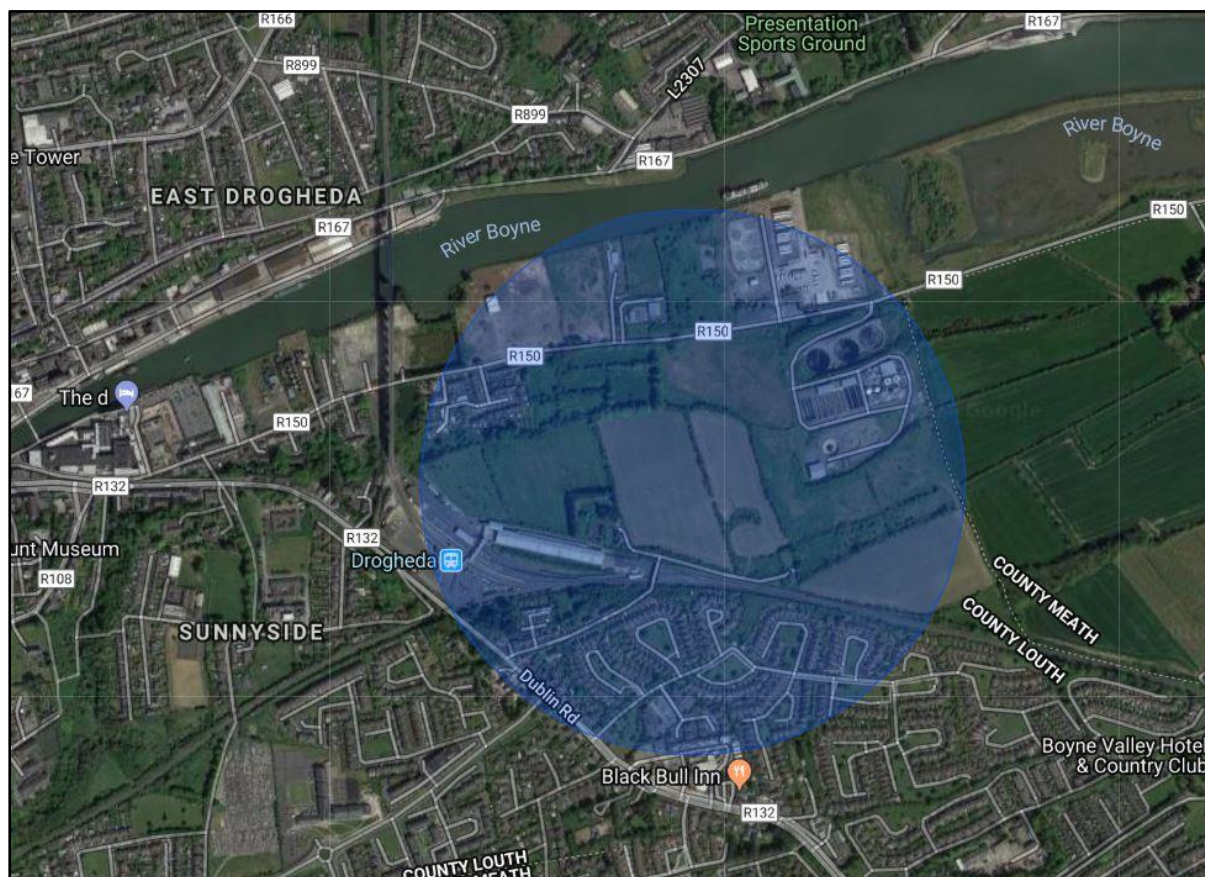 R166
R167
Presentation
Sports Ground
R899
L2307
R899
R167
River Boyne
e Tower
EAST DROGHEDA
R167
River Boyne
R150
R150
R150
R150
67
The d
R150
R132
R132
unt Museum
R108
Drogheda
SUNNYSIDE
COUNTY MEATH
COUNTY LOUTH
Dublin Rd
Boyne Valley Hotel
& Country Club
Black Bull Inn
R132
COUNTY LOUTH